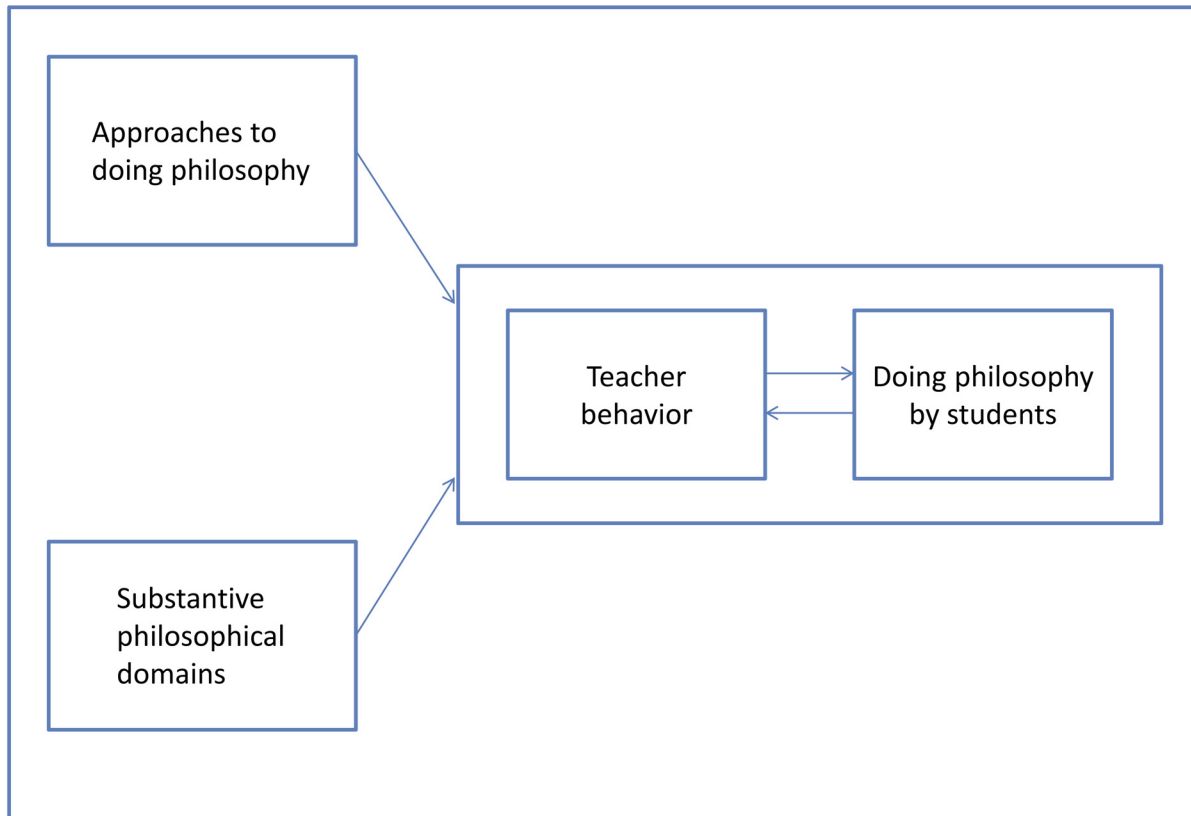 Approaches to
doing philosophy
Teacher
behavior
Doing philosophy
by students
Substantive
philosophical
domains